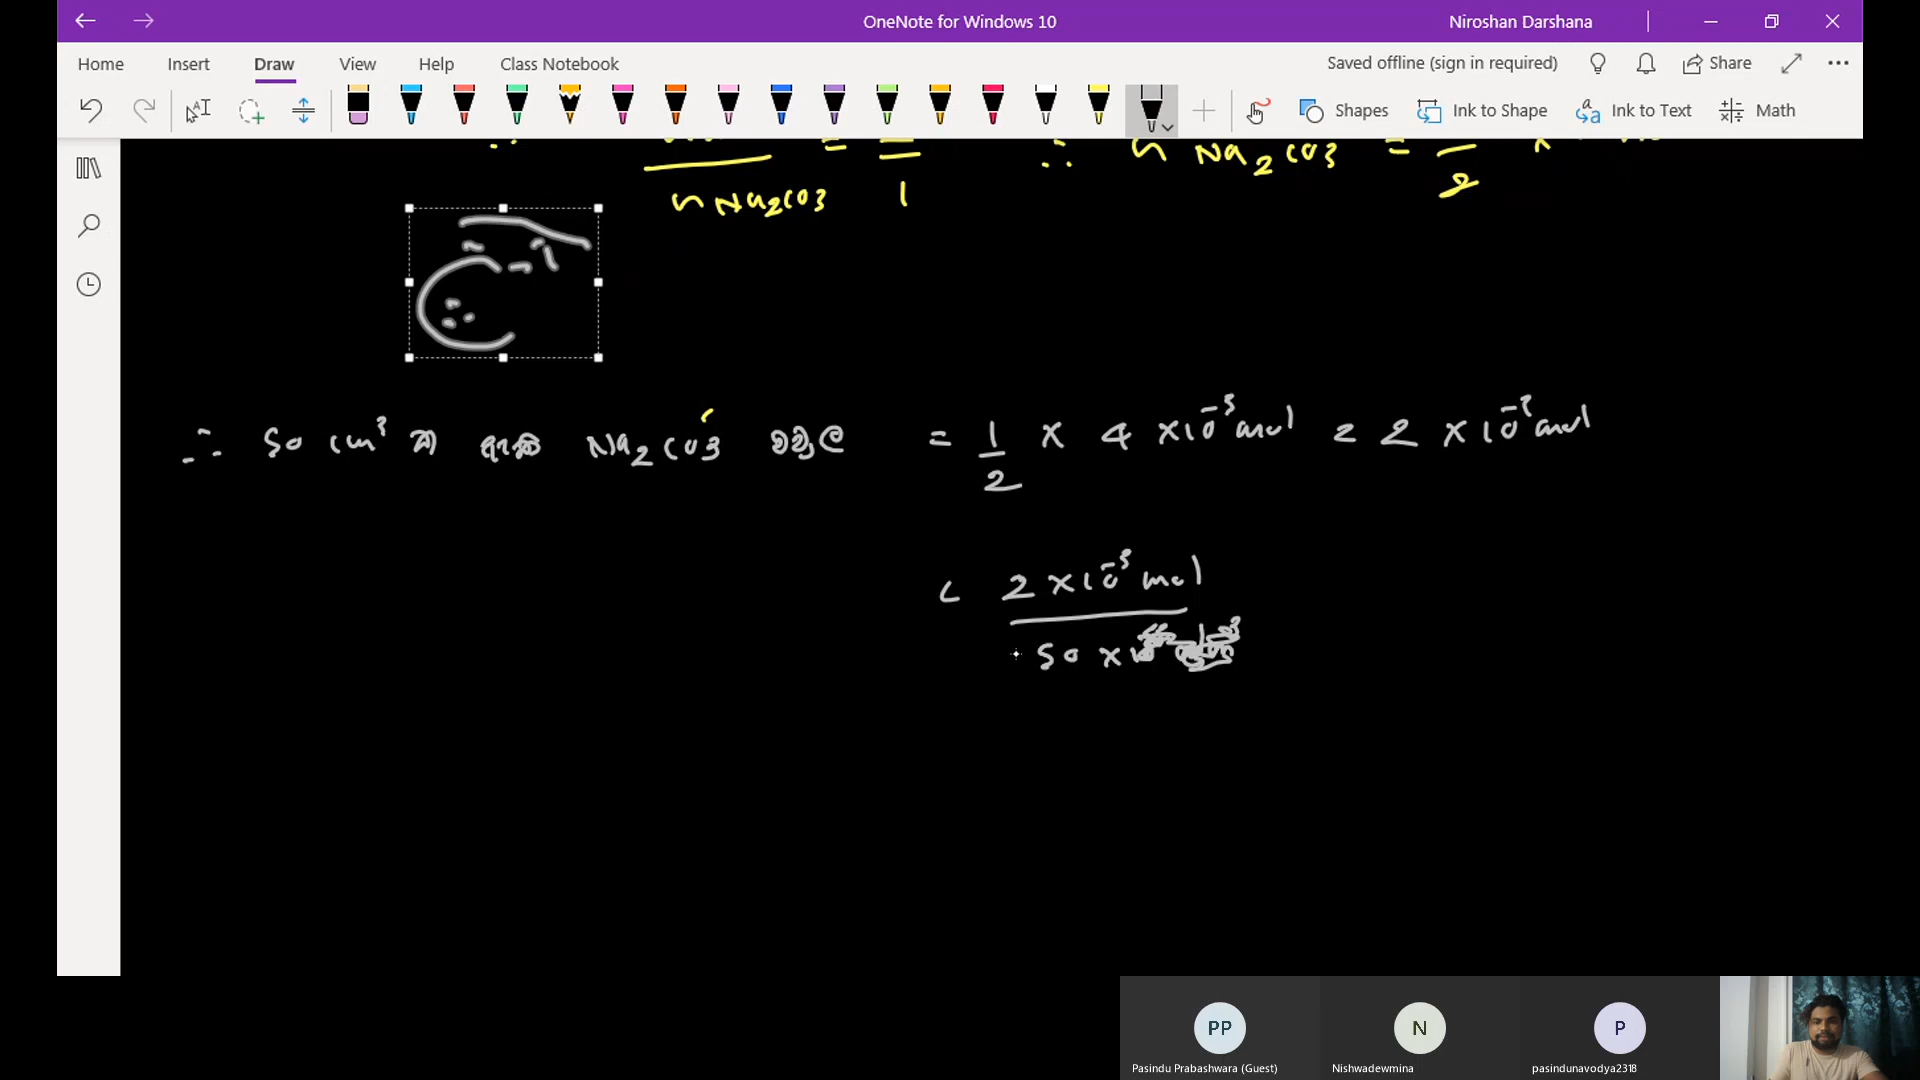 OneNote for Windows 10
Niroshan Darshana
Home Insert Draw View Help Class Notebook
Saved offline (sign in required) Share
Shapes Ink to Shape Ink to Text Math
∴ = ∴ n Na2CO3 = 2 ×
n Na2CO3 1
∴ 50 cm³ Na2CO3 = 1/2 × 4 ×10⁻³ mol = 2 ×10⁻³ mol
2 ×10⁻³ mol
50 ×
PP N P
Pasindu Prabashwara (Guest) Nishwadewmina pasindunavodya2318